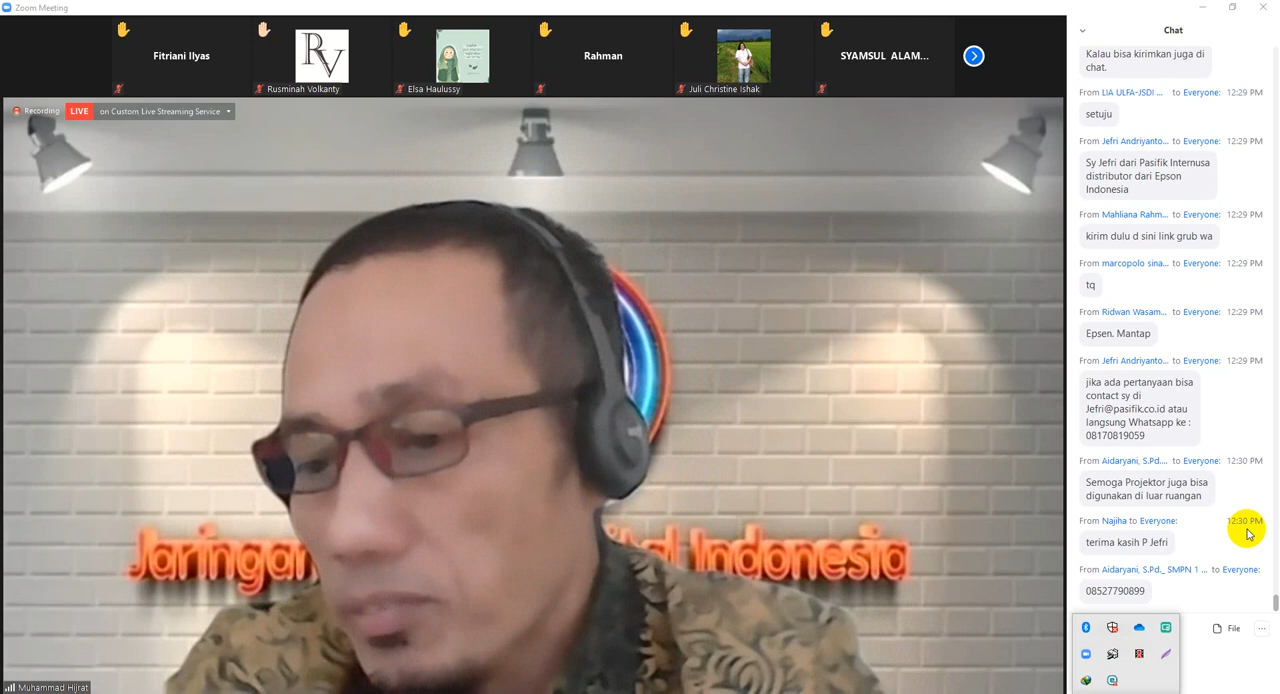 Zoom Meeting
Fitriani Ilyas
RV
Rusminah Volkanty
Elsa Haulussy
Rahman
Juli Christine Ishak
SYAMSUL ALAM...
Recording
LIVE
on Custom Live Streaming Service
Jaringan
tal Indonesia
Muhammad Hijrat
Chat
Kalau bisa kirimkan juga di
chat.
From LIA ULFA-JSDI ... to Everyone: 12:29 PM
setuju
From Jefri Andriyanto... to Everyone: 12:29 PM
Sy Jefri dari Pasifik Internusa
distributor dari Epson
Indonesia
From Mahliana Rahm... to Everyone: 12:29 PM
kirim dulu d sini link grub wa
From marcopolo sina... to Everyone: 12:29 PM
tq
From Ridwan Wasam... to Everyone: 12:29 PM
Epsen. Mantap
From Jefri Andriyanto... to Everyone: 12:29 PM
jika ada pertanyaan bisa
contact sy di
Jefri@pasifik.co.id atau
langsung Whatsapp ke :
08170819059
From Aidaryani, S.Pd.... to Everyone: 12:30 PM
Semoga Projektor juga bisa
digunakan di luar ruangan
From Najiha to Everyone: 12:30 PM
terima kasih P Jefri
From Aidaryani, S.Pd._ SMPN 1 ... to Everyone:
08527790899
File